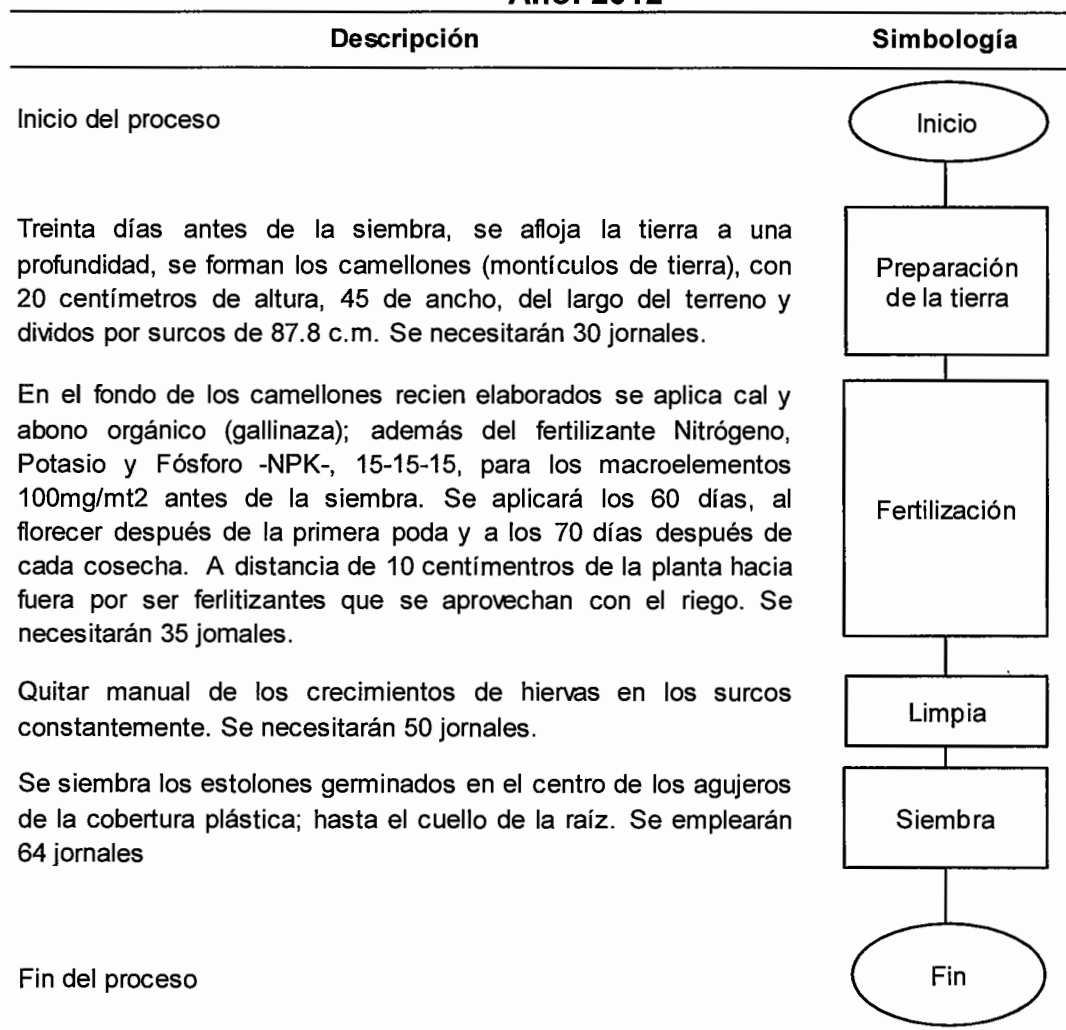 Descripción Simbología
Inicio del proceso
Inicio
Treinta días antes de la siembra, se afloja la tierra a una
profundidad, se forman los camellones (montículos de tierra), con
20 centímetros de altura, 45 de ancho, del largo del terreno y
dividos por surcos de 87.8 c.m. Se necesitarán 30 jornales.
Preparación
de la tierra
En el fondo de los camellones recien elaborados se aplica cal y
abono orgánico (gallinaza); además del fertilizante Nitrógeno,
Potasio y Fósforo -NPK-, 15-15-15, para los macroelementos
100mg/mt2 antes de la siembra. Se aplicará los 60 días, al
florecer después de la primera poda y a los 70 días después de
cada cosecha. A distancia de 10 centímentros de la planta hacia
fuera por ser ferlitizantes que se aprovechan con el riego. Se
necesitarán 35 jornales.
Fertilización
Quitar manual de los crecimientos de hiervas en los surcos
constantemente. Se necesitarán 50 jornales.
Limpia
Se siembra los estolones germinados en el centro de los agujeros
de la cobertura plástica; hasta el cuello de la raíz. Se emplearán
64 jornales
Siembra
Fin del proceso
Fin